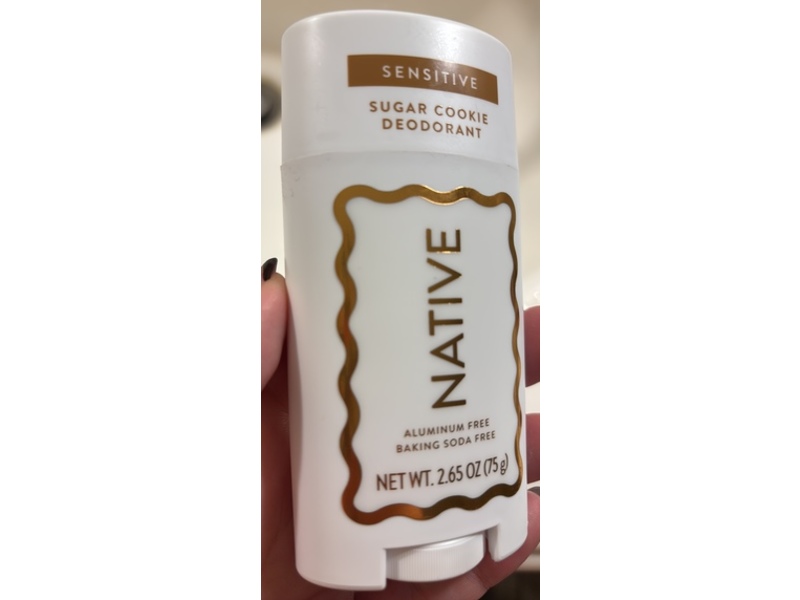 SENSITIVE
SUGAR COOKIE
DEODORANT
NATIVE
ALUMINUM FREE
BAKING SODA FREE
NET WT. 2.65 OZ (75 g)